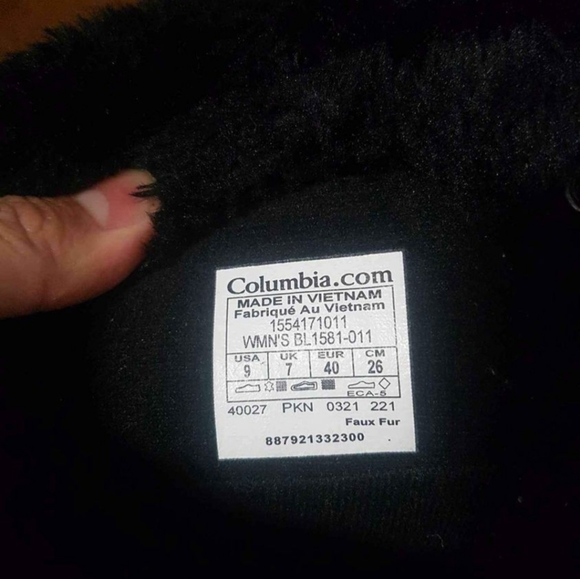 Columbia.com
MADE IN VIETNAM
Fabriqué Au Vietnam
1554171011
WMN'S BL1581-011
USA UK EUR CM
9 7 40 26
ECA-5
40027 PKN 0321 221
Faux Fur
887921332300